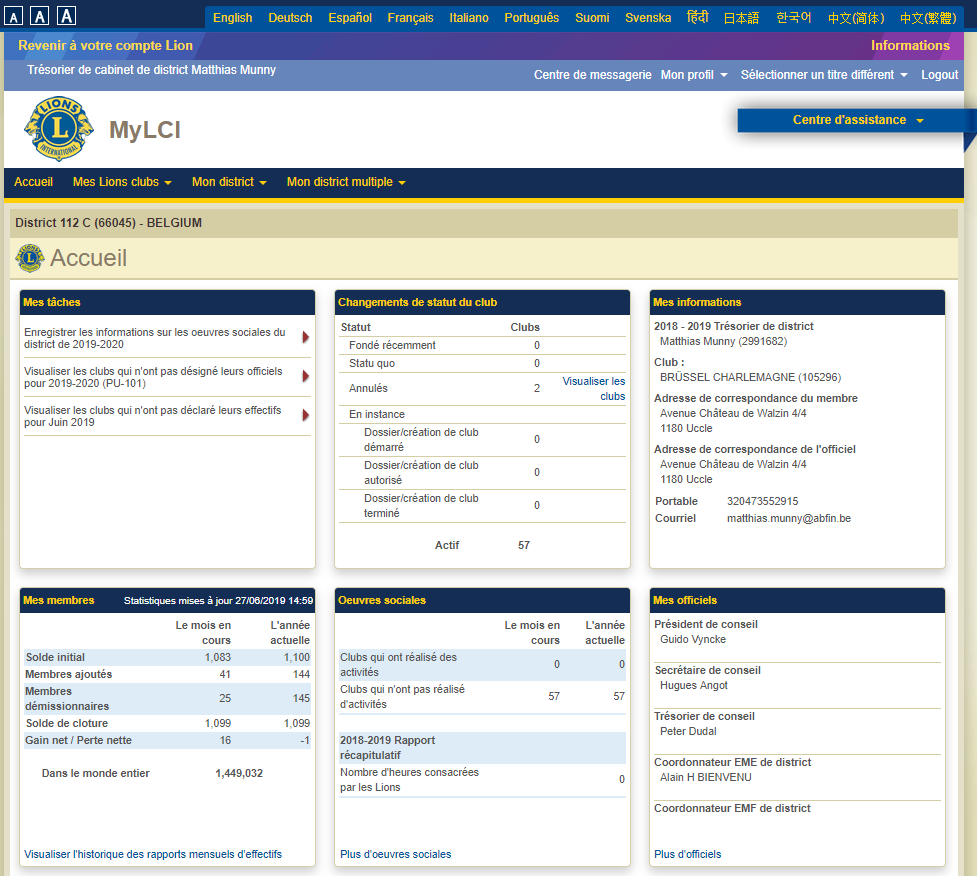 A A A English Deutsch Español Français Italiano Português Suomi Svenska हिंदी 日本語 한국어 中文(简体) 中文(繁體)
Revenir à votre compte Lion Informations
Trésorier de cabinet de district Matthias Munny
Centre de messagerie Mon profil Sélectionner un titre différent Logout
LIONS
L
INTERNATIONAL
MyLCI
Centre d'assistance
Accueil Mes Lions clubs Mon district Mon district multiple
District 112 C (66045) - BELGIUM
Accueil
Mes tâches
Enregistrer les informations sur les oeuvres sociales du
district de 2019-2020
Visualiser les clubs qui n'ont pas désigné leurs officiels
pour 2019-2020 (PU-101)
Visualiser les clubs qui n'ont pas déclaré leurs effectifs
pour Juin 2019
Changements de statut du club
Statut Clubs
Fondé récemment 0
Statu quo 0
Annulés 2 Visualiser les
clubs
En instance
Dossier/création de club
démarré 0
Dossier/création de club
autorisé 0
Dossier/création de club
terminé 0
Actif 57
Mes informations
2018 - 2019 Trésorier de district
Matthias Munny (2991682)
Club :
BRÜSSEL CHARLEMAGNE (105296)
Adresse de correspondance du membre
Avenue Château de Walzin 4/4
1180 Uccle
Adresse de correspondance de l'officiel
Avenue Château de Walzin 4/4
1180 Uccle
Portable 320473552915
Courriel matthias.munny@abfin.be
Mes membres Statistiques mises à jour 27/06/2019 14:59
Le mois en L'année
cours actuelle
Solde initial 1,083 1,100
Membres ajoutés 41 144
Membres
démissionnaires 25 145
Solde de cloture 1,099 1,099
Gain net / Perte nette 16 -1
Dans le monde entier 1,449,032
Visualiser l'historique des rapports mensuels d'effectifs
Oeuvres sociales
Le mois en L'année
cours actuelle
Clubs qui ont réalisé des
activités 0 0
Clubs qui n'ont pas réalisé
d'activités 57 57
2018-2019 Rapport
récapitulatif
Nombre d'heures consacrées
par les Lions 0
Plus d'oeuvres sociales
Mes officiels
Président de conseil
Guido Vyncke
Secrétaire de conseil
Hugues Angot
Trésorier de conseil
Peter Dudal
Coordonnateur EME de district
Alain H BIENVENU
Coordonnateur EMF de district
Plus d'officiels